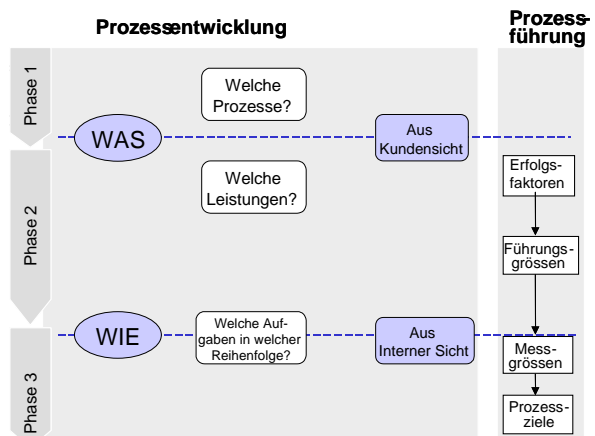 Prozessentwicklung
Prozess-
führung
Phase 1
Welche
Prozesse?
WAS
Aus
Kundensicht
Phase 2
Welche
Leistungen?
Erfolgs-
faktoren
Führungs-
grössen
WIE
Welche Auf-
gaben in welcher
Reihenfolge?
Aus
Interner Sicht
Mess-
grössen
Phase 3
Prozess-
ziele